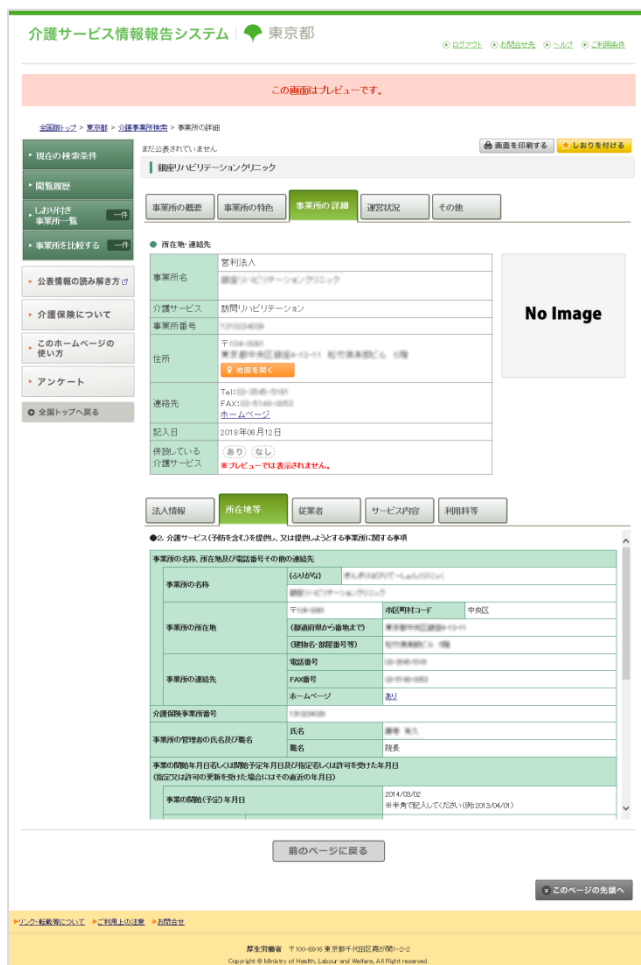 介護サービス情報報告システム 東京都
ログアウト お問合せ先 ヘルプ ご利用条件
この画面はプレビューです。
全国版トップ > 東京都 > 介護事業所検索 > 事業所の詳細
まだ公表されていません
画面を印刷する しおりを付ける
現在の検索条件
閲覧履歴
しおり付き
事業所一覧 一件
事業所を比較する 一件
公表情報の読み解き方
介護保険について
このホームページの
使い方
アンケート
全国トップへ戻る
銀座リハビリテーションクリニック
事業所の概要 事業所の特色 事業所の詳細 運営状況 その他
● 所在地・連絡先
事業所名 営利法人
介護サービス 訪問リハビリテーション
事業所番号
住所 〒
地図を開く
連絡先 Tel:
FAX:
ホームページ
記入日 2018年06月12日
併設している
介護サービス
あり なし
※プレビューでは表示されません。
No Image
法人情報 所在地等 従業者 サービス内容 利用料等
●2. 介護サービス(予防を含む)を提供し、又は提供しようとする事業所に関する事項
事業所の名称、所在地及び電話番号その他の連絡先
事業所の名称 (ふりがな)
事業所の所在地 〒 市区町村コード 中央区
(都道府県から番地まで)
(建物名・部屋番号等)
事業所の連絡先 電話番号
FAX番号
ホームページ あり
介護保険事業所番号
事業所の管理者の氏名及び職名 氏名
職名 院長
事業の開始年月日若しくは開始予定年月日及び指定若しくは許可を受けた年月日
(指定又は許可の更新を受けた場合にはその直近の年月日)
事業の開始(予定)年月日 2014/03/02
※半角で記入してください(例:2013/04/01)
前のページに戻る
このページの先頭へ
リンク・転載等について ご利用上の注意 お問合せ
厚生労働省 〒100-8916 東京都千代田区霞が関1-2-2
Copyright © Ministry of Health, Labour and Welfare, All Right reserved.